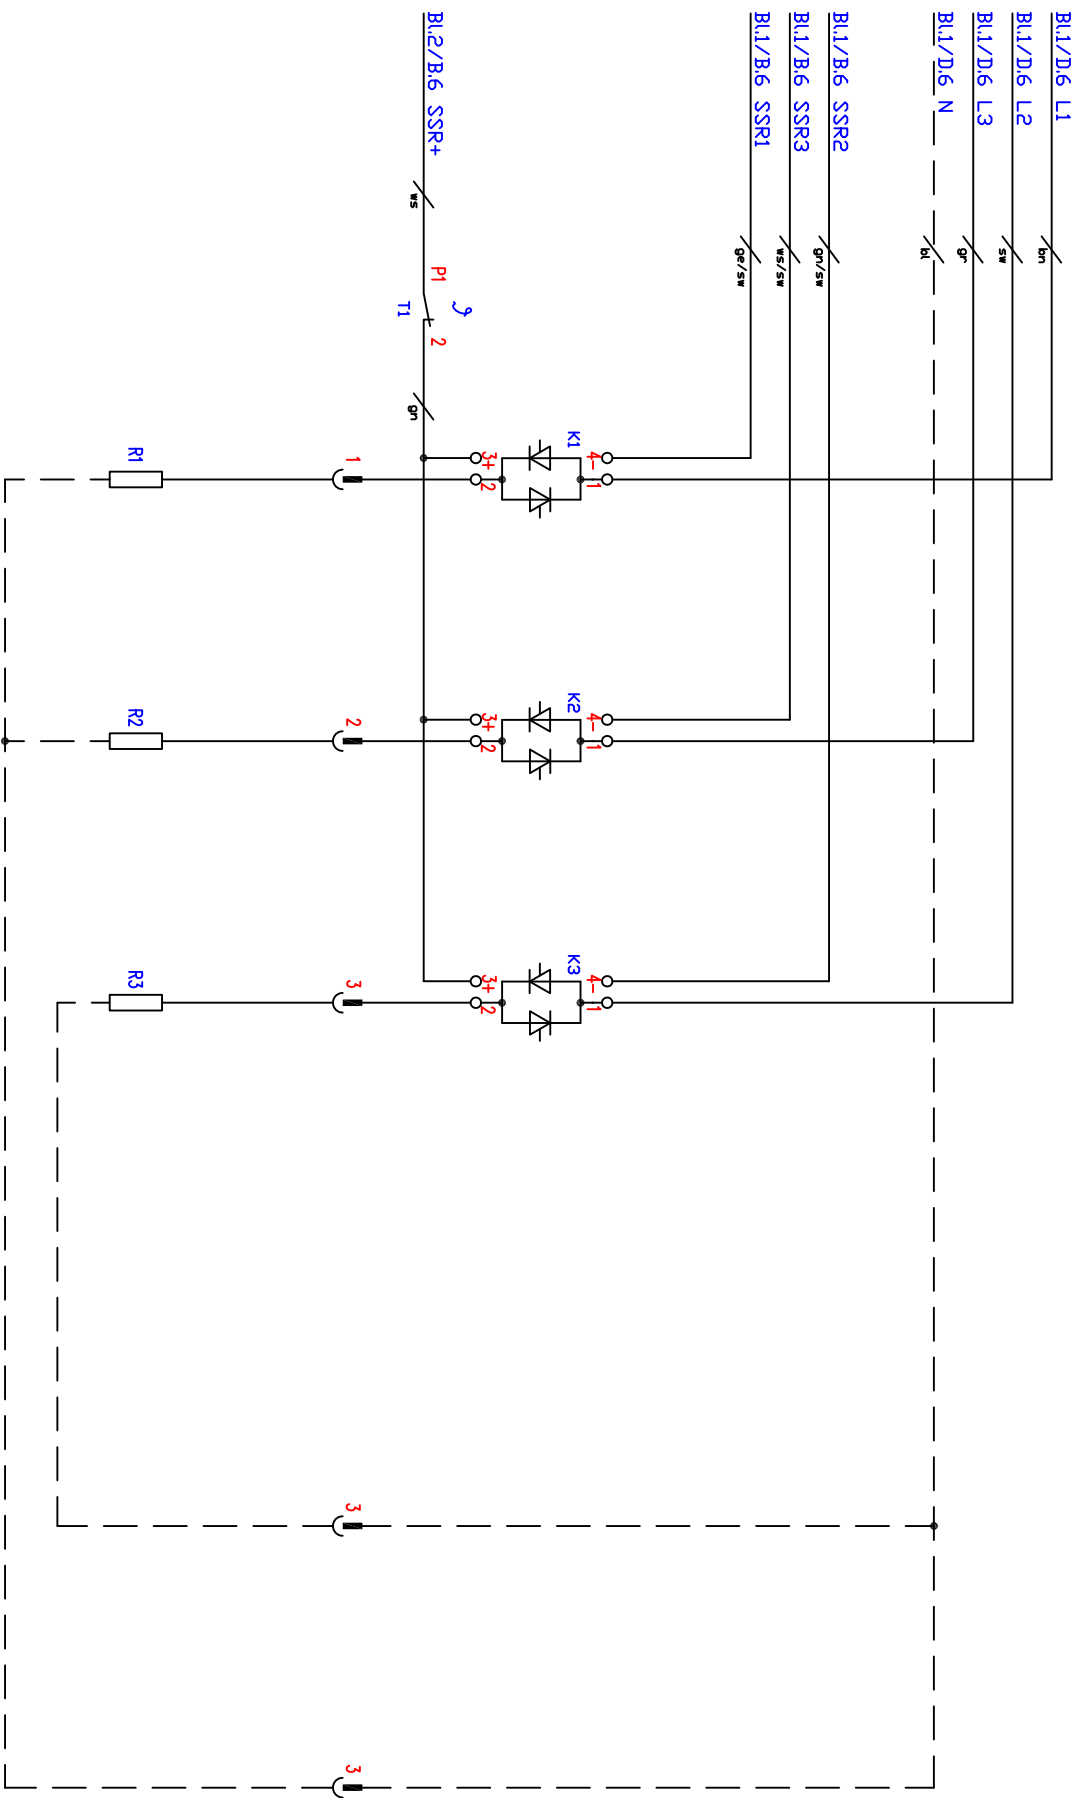 Bl.1/D.6 L1
bn
Bl.1/D.6 L2
sw
Bl.1/D.6 L3
gr
Bl.1/D.6 N
bl
Bl.1/B.6 SSR2
gn/sw
Bl.1/B.6 SSR3
ws/sw
Bl.1/B.6 SSR1
ge/sw
4- 1
4- 1
4- 1
K1
K2
K3
3+ 2
3+ 2
3+ 2
ϑ
Bl.2/B.6 SSR+
P1
2
ws
gn
T1
1
2
3
3
3
R1
R2
R3